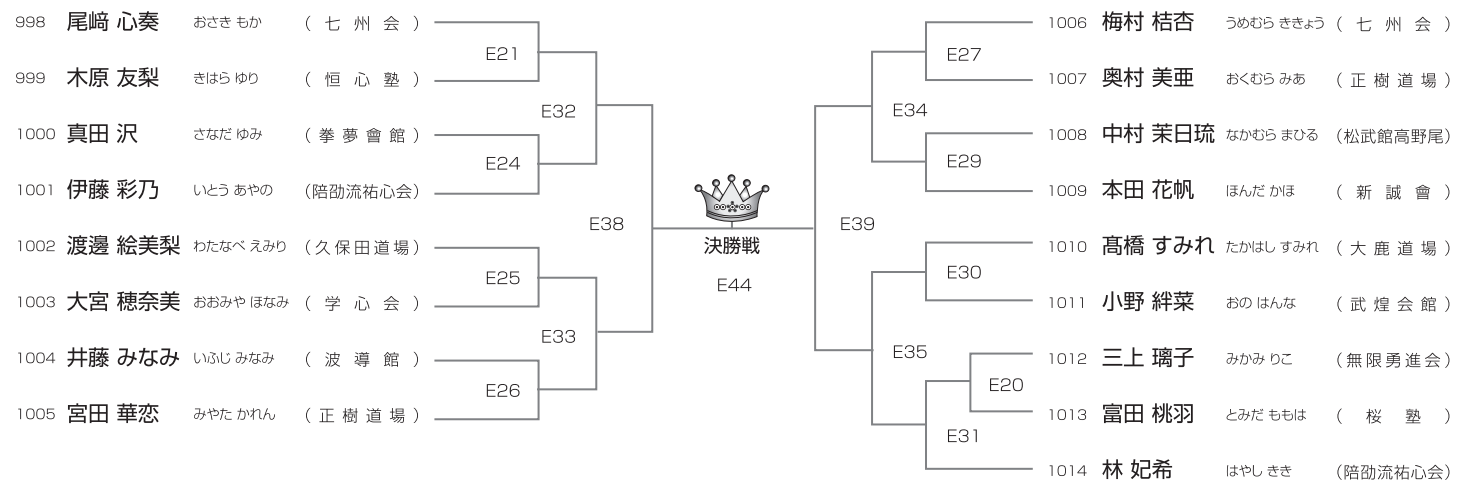 998 尾﨑 心奏 おさき もか （ 七 州 会 ）
E21
999 木原 友梨 きはら ゆり （ 恒 心 塾 ）
E32
1000 真田 沢 さなだ ゆみ （ 拳 夢 會 館 ）
E24
1001 伊藤 彩乃 いとう あやの （陪劭流祐心会）
E38
1002 渡邊 絵美梨 わたなべ えみり （ 久 保 田 道 場 ）
E25
1003 大宮 穂奈美 おおみや ほなみ （ 学 心 会 ）
E33
1004 井藤 みなみ いふじ みなみ （ 波 導 館 ）
E26
1005 宮田 華恋 みやた かれん （ 正 樹 道 場 ）
決勝戦
E44
1006 梅村 桔杏 うめむら ききょう （ 七 州 会 ）
E27
1007 奥村 美亜 おくむら みあ （ 正 樹 道 場 ）
E34
1008 中村 茉日琉 なかむら まひる （松武館高野尾）
E29
1009 本田 花帆 ほんだ かほ （ 新 誠 會 ）
E39
1010 髙橋 すみれ たかはし すみれ （ 大 鹿 道 場 ）
E30
1011 小野 絆菜 おの はんな （ 武 煌 会 館 ）
E35
1012 三上 璃子 みかみ りこ （無限勇進会）
E20
1013 富田 桃羽 とみだ ももは （ 桜 塾 ）
E31
1014 林 妃希 はやし きき （陪劭流祐心会）